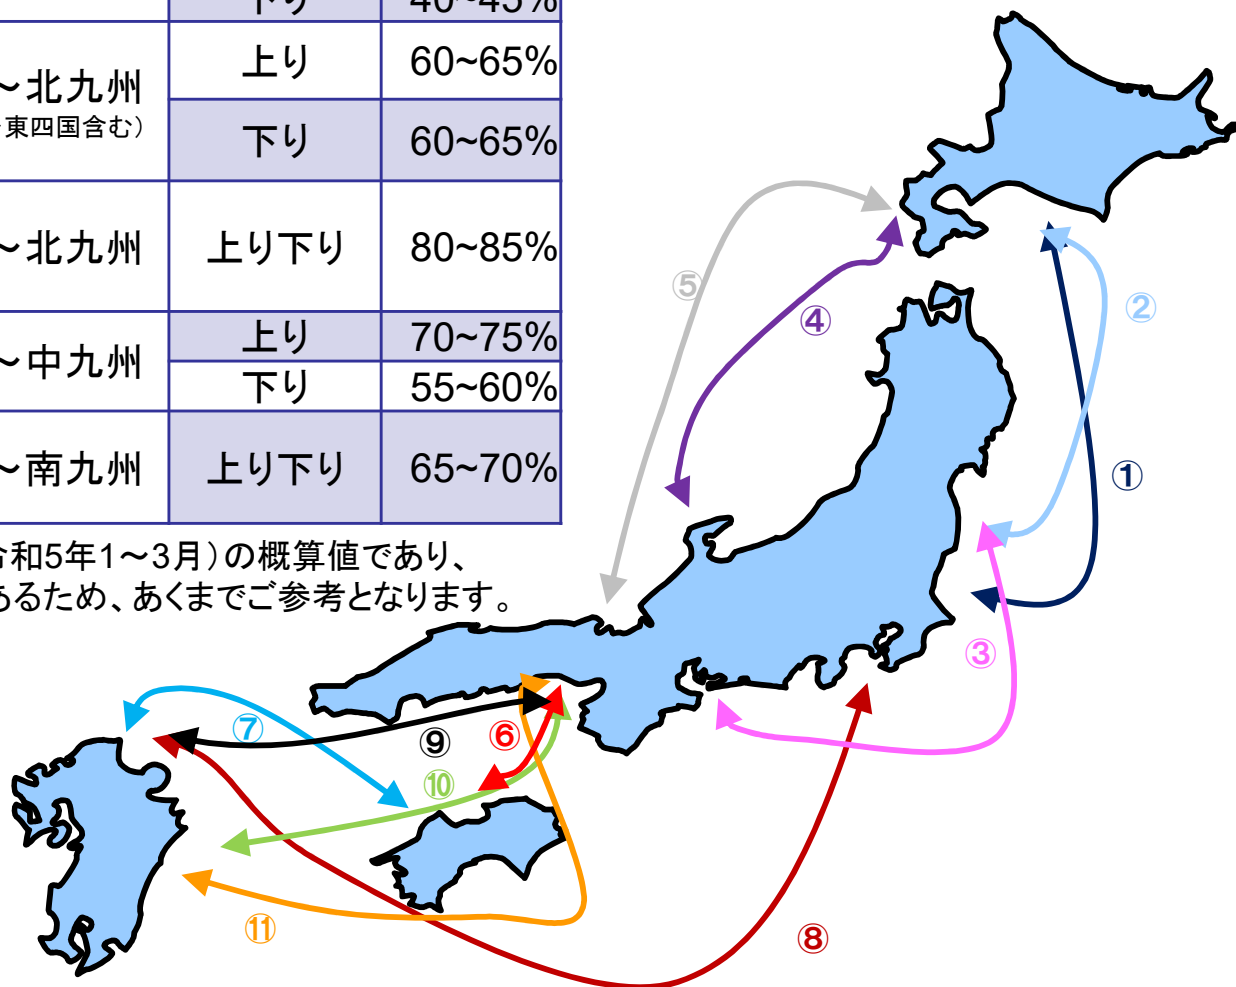 下り 40~45%
~北九州
東四国含む)
上り 60~65%
下り 60~65%
~北九州 上り下り 80~85%
~中九州
上り 70~75%
下り 55~60%
~南九州 上り下り 65~70%
令和5年1~3月)の概算値であり、
あるため、あくまでご参考となります。
⑤
④
②
①
③
⑦
⑨
⑥
⑩
⑪
⑧